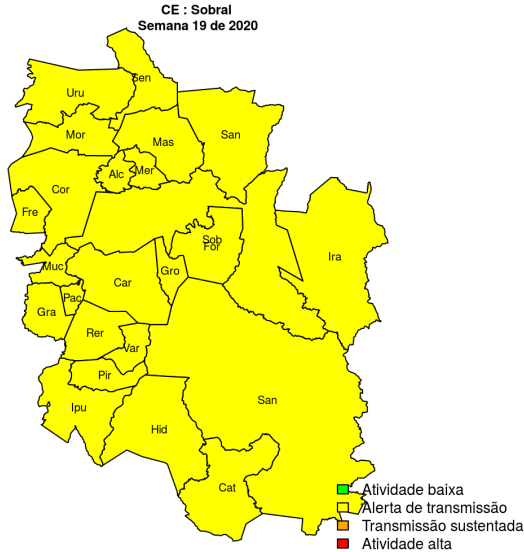 CE : Sobral
Semana 19 de 2020
Sen
Uru
Mor
Mas
San
Alc
Mer
Cor
Fre
Sob
For
Ira
Muc
Gro
Car
Pac
Gra
Rer
Var
Pir
Ipu
San
Hid
Cat
Atividade baixa
Alerta de transmissão
Transmissão sustentada
Atividade alta